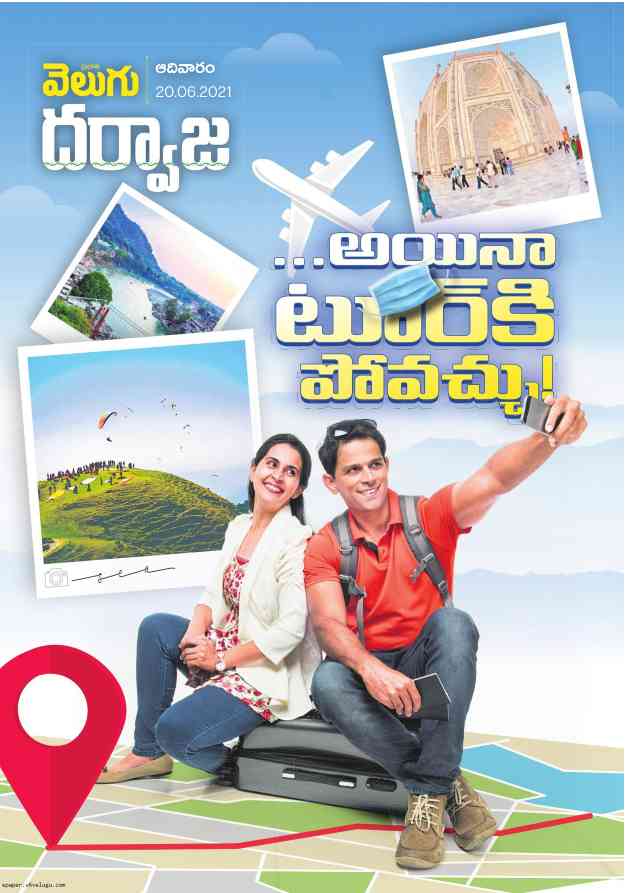 వెలుగు
ఆదివారం
20.06.2021
దర్వాజ
...అయినా
టూర్‌కి
పోవచ్చు!
epaper.v6velugu.com